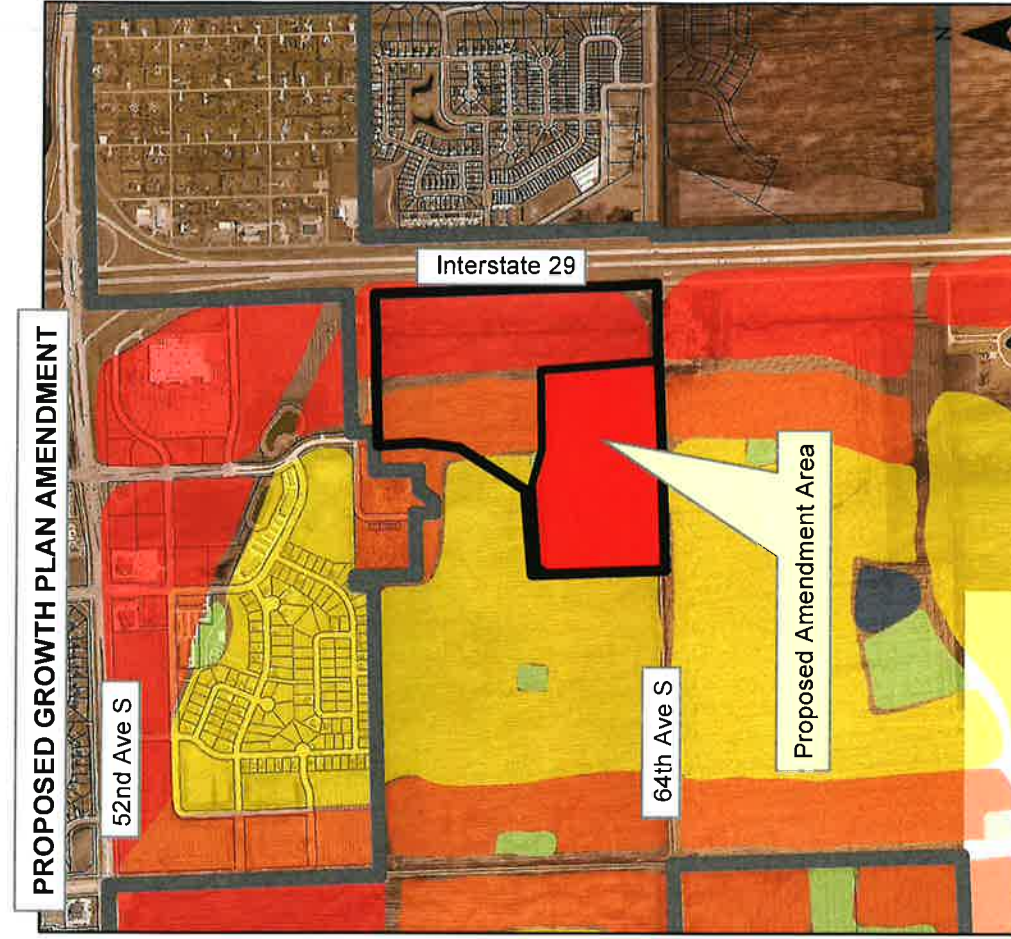 PROPOSED GROWTH PLAN AMENDMENT
Interstate 29
52nd Ave S
64th Ave S
Proposed Amendment Area
N